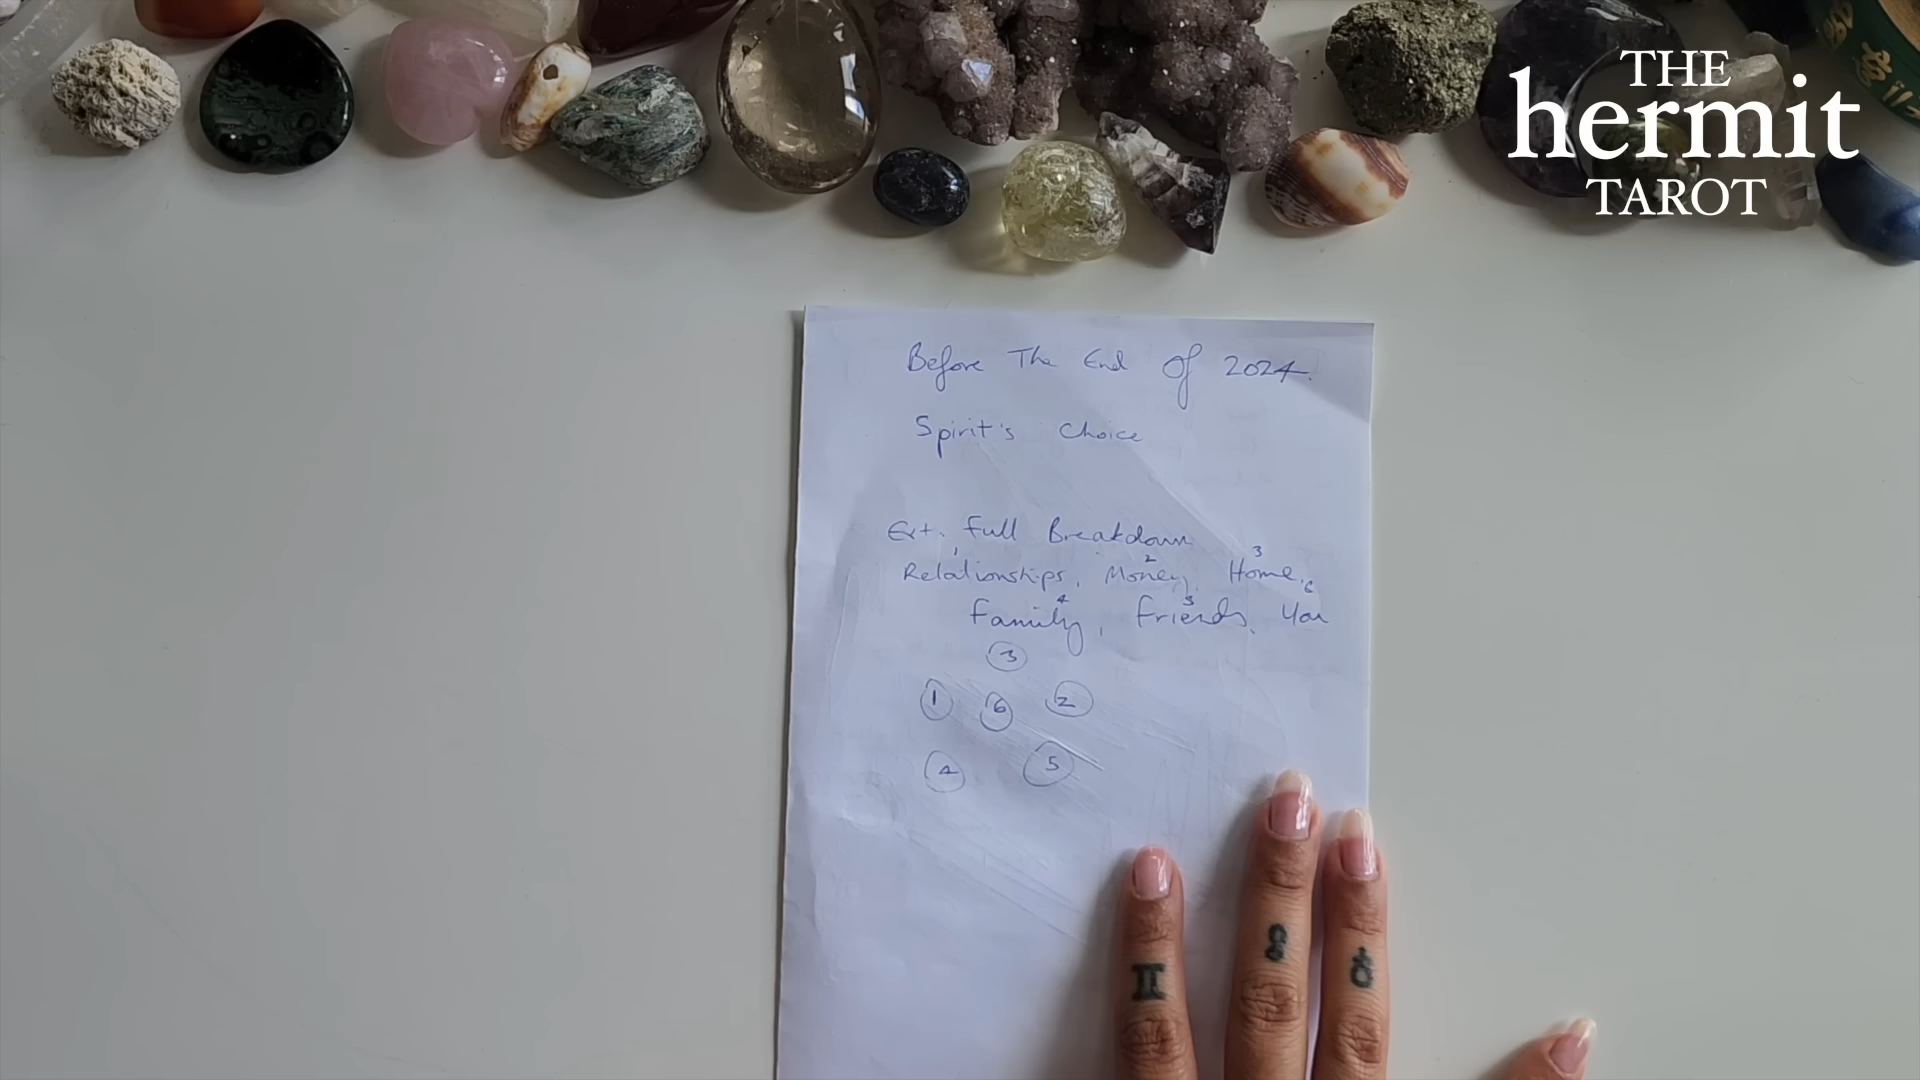 THE
hermit
TAROT
Before The End Of 2024.
Spirit's Choice
Ext. Full Breakdown
1 2 3
Relationships, Money, Home,
4 5 6
Family, Friends, You
3
1 6 2
4 5